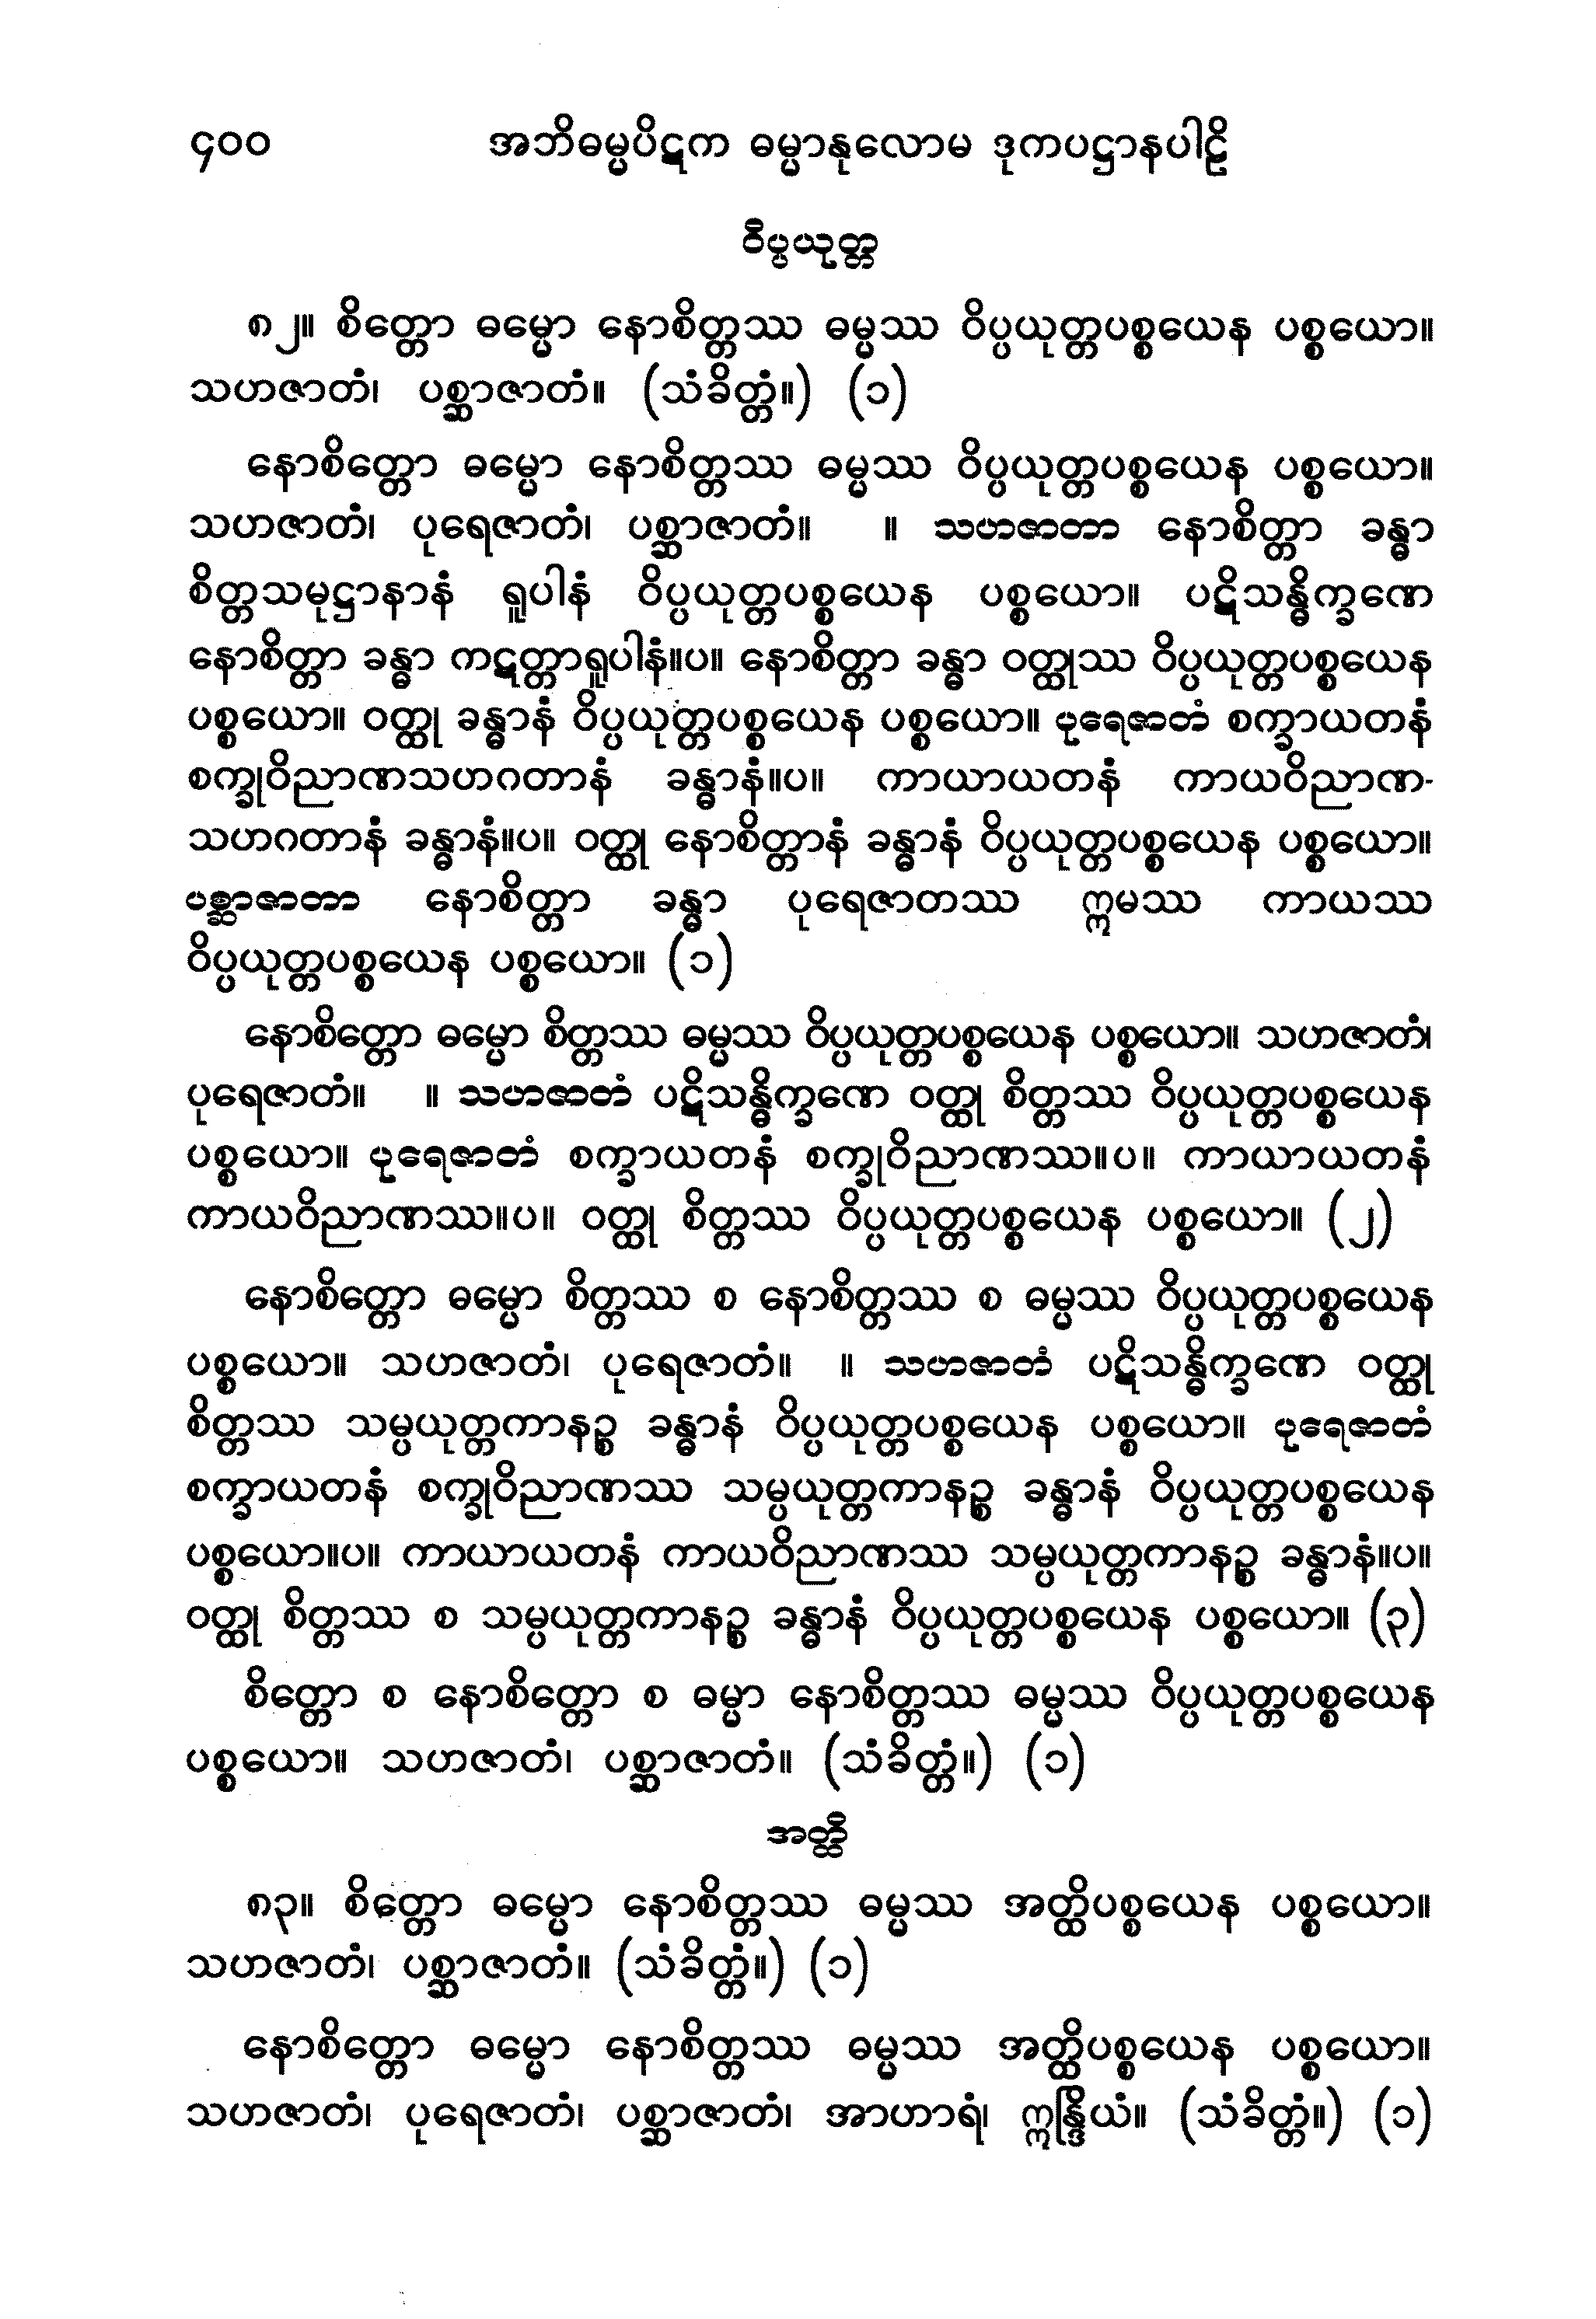 ၄၀၀ အဘိဓမ္မပိဋက ဓမ္မာနုလောမ ဒုကပဋ္ဌာနပါဠိ
ဝိပ္ပယုတ္တ
၈၂။ စိတ္တော ဓမ္မော နောစိတ္တဿ ဓမ္မဿ ဝိပ္ပယုတ္တပစ္စယေန ပစ္စယော။
သဟဇာတံ၊ ပစ္ဆာဇာတံ။ (သံခိတ္တံ။) (၁)
နောစိတ္တော ဓမ္မော နောစိတ္တဿ ဓမ္မဿ ဝိပ္ပယုတ္တပစ္စယေန ပစ္စယော။
သဟဇာတံ၊ ပုရေဇာတံ၊ ပစ္ဆာဇာတံ။ ။ သဟဇာတာ နောစိတ္တာ ခန္ဓာ
စိတ္တသမုဋ္ဌာနာနံ ရူပါနံ ဝိပ္ပယုတ္တပစ္စယေန ပစ္စယော။ ပဋိသန္ဓိက္ခဏေ
နောစိတ္တာ ခန္ဓာ ကဋတ္တာရူပါနံ။ပ။ နောစိတ္တာ ခန္ဓာ ဝတ္ထုဿ ဝိပ္ပယုတ္တပစ္စယေန
ပစ္စယော။ ဝတ္ထု ခန္ဓာနံ ဝိပ္ပယုတ္တပစ္စယေန ပစ္စယော။ ပုရေဇာတံ စက္ခာယတနံ
စက္ခုဝိညာဏသဟဂတာနံ ခန္ဓာနံ။ပ။ ကာယာယတနံ ကာယဝိညာဏ-
သဟဂတာနံ ခန္ဓာနံ။ပ။ ဝတ္ထု နောစိတ္တာနံ ခန္ဓာနံ ဝိပ္ပယုတ္တပစ္စယေန ပစ္စယော။
ပစ္ဆာဇာတာ နောစိတ္တာ ခန္ဓာ ပုရေဇာတဿ ဣမဿ ကာယဿ
ဝိပ္ပယုတ္တပစ္စယေန ပစ္စယော။ (၁)
နောစိတ္တော ဓမ္မော စိတ္တဿ ဓမ္မဿ ဝိပ္ပယုတ္တပစ္စယေန ပစ္စယော။ သဟဇာတံ၊
ပုရေဇာတံ။ ။ သဟဇာတံ ပဋိသန္ဓိက္ခဏေ ဝတ္ထု စိတ္တဿ ဝိပ္ပယုတ္တပစ္စယေန
ပစ္စယော။ ပုရေဇာတံ စက္ခာယတနံ စက္ခုဝိညာဏဿ။ပ။ ကာယာယတနံ
ကာယဝိညာဏဿ။ပ။ ဝတ္ထု စိတ္တဿ ဝိပ္ပယုတ္တပစ္စယေန ပစ္စယော။ (၂)
နောစိတ္တော ဓမ္မော စိတ္တဿ စ နောစိတ္တဿ စ ဓမ္မဿ ဝိပ္ပယုတ္တပစ္စယေန
ပစ္စယော။ သဟဇာတံ၊ ပုရေဇာတံ။ ။ သဟဇာတံ ပဋိသန္ဓိက္ခဏေ ဝတ္ထု
စိတ္တဿ သမ္ပယုတ္တကာနဉ္စ ခန္ဓာနံ ဝိပ္ပယုတ္တပစ္စယေန ပစ္စယော။ ပုရေဇာတံ
စက္ခာယတနံ စက္ခုဝိညာဏဿ သမ္ပယုတ္တကာနဉ္စ ခန္ဓာနံ ဝိပ္ပယုတ္တပစ္စယေန
ပစ္စယော။ပ။ ကာယာယတနံ ကာယဝိညာဏဿ သမ္ပယုတ္တကာနဉ္စ ခန္ဓာနံ။ပ။
ဝတ္ထု စိတ္တဿ စ သမ္ပယုတ္တကာနဉ္စ ခန္ဓာနံ ဝိပ္ပယုတ္တပစ္စယေန ပစ္စယော။ (၃)
စိတ္တော စ နောစိတ္တော စ ဓမ္မာ နောစိတ္တဿ ဓမ္မဿ ဝိပ္ပယုတ္တပစ္စယေန
ပစ္စယော။ သဟဇာတံ၊ ပစ္ဆာဇာတံ။ (သံခိတ္တံ။) (၁)
အတ္ထိ
၈၃။ စိတ္တော ဓမ္မော နောစိတ္တဿ ဓမ္မဿ အတ္ထိပစ္စယေန ပစ္စယော။
သဟဇာတံ၊ ပစ္ဆာဇာတံ။ (သံခိတ္တံ။) (၁)
နောစိတ္တော ဓမ္မော နောစိတ္တဿ ဓမ္မဿ အတ္ထိပစ္စယေန ပစ္စယော။
သဟဇာတံ၊ ပုရေဇာတံ၊ ပစ္ဆာဇာတံ၊ အာဟာရံ၊ ဣန္ဒြိယံ။ (သံခိတ္တံ။) (၁)